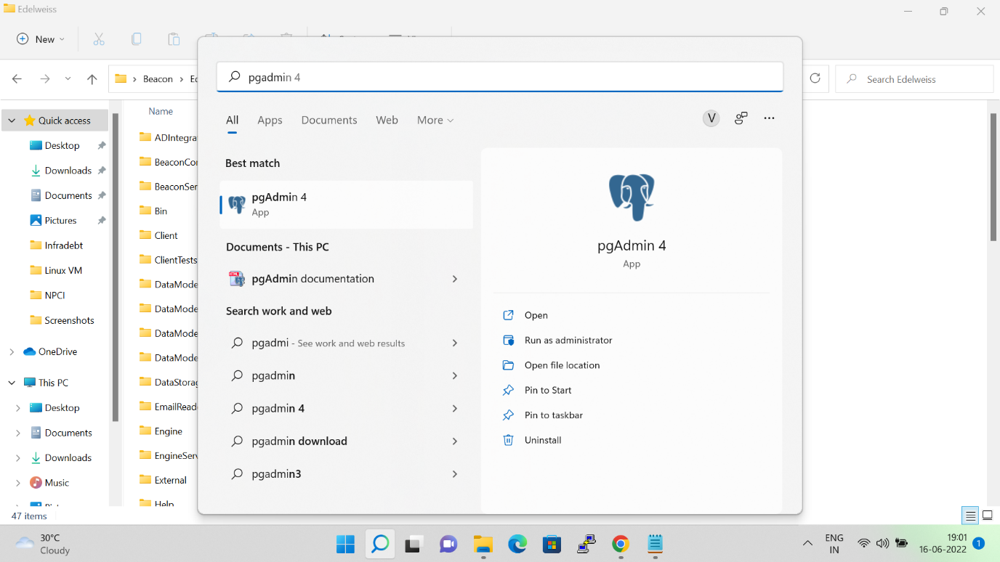 Edelweiss
New
Beacon
Search Edelweiss
Quick access
Desktop
Downloads
Documents
Pictures
Infradebt
Linux VM
NPCI
Screenshots
OneDrive
This PC
Desktop
Documents
Downloads
Music
47 items
Name
ADIntegra
BeaconCor
BeaconSer
Bin
Client
ClientTests
DataMode
DataMode
DataMode
DataMode
DataStorag
EmailRead
Engine
EngineServ
External
Help
pgadmin 4
All
Apps
Documents
Web
More
V
Best match
pgAdmin 4
App
Documents - This PC
pgAdmin documentation
Search work and web
pgadmi - See work and web results
pgadmin
pgadmin 4
pgadmin download
pgadmin3
pgAdmin 4
App
Open
Run as administrator
Open file location
Pin to Start
Pin to taskbar
Uninstall
30°C
Cloudy
ENG
IN
19:01
16-06-2022
1